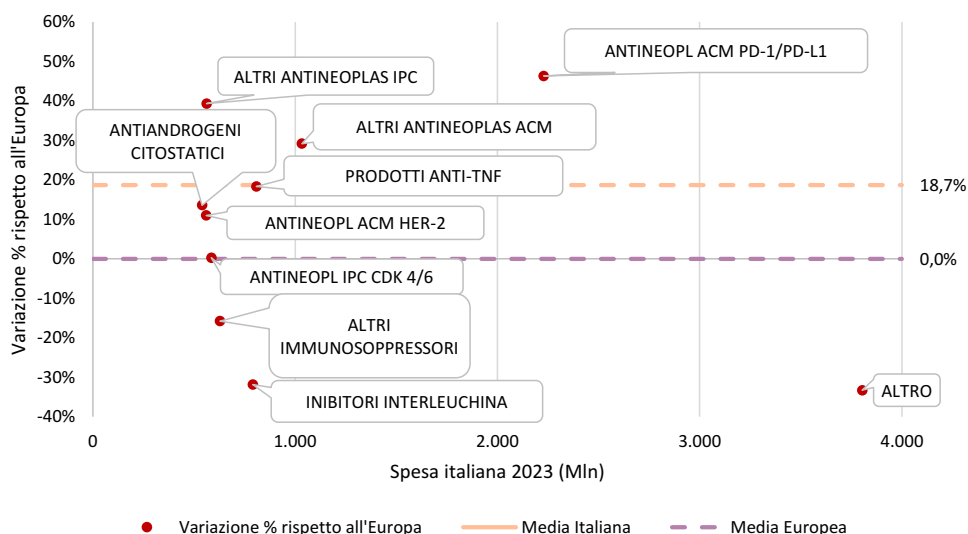 60%
50%
40%
30%
20%
10%
0%
-10%
-20%
-30%
-40%
Variazione % rispetto all'Europa
ANTINEOPL ACM PD-1/PD-L1
ALTRI ANTINEOPLAS IPC
ANTIANDROGENI
CITOSTATICI
ALTRI ANTINEOPLAS ACM
PRODOTTI ANTI-TNF
18,7%
ANTINEOPL ACM HER-2
0,0%
ANTINEOPL IPC CDK 4/6
ALTRI
IMMUNOSOPPRESSORI
INIBITORI INTERLEUCHINA
ALTRO
0
1.000
2.000
3.000
4.000
Spesa italiana 2023 (Mln)
Variazione % rispetto all'Europa
Media Italiana
Media Europea